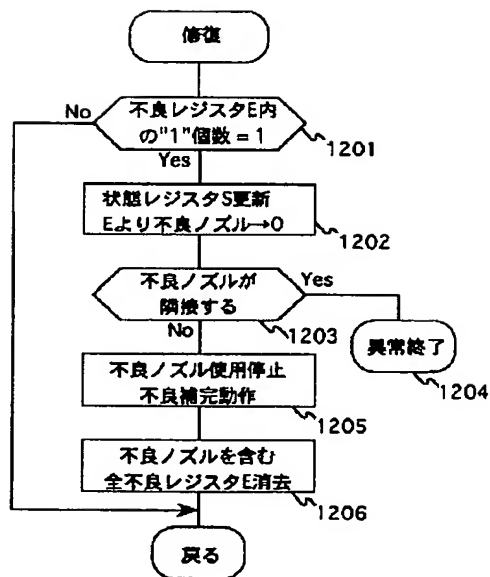 修復
No
不良レジスタE内
の"1"個数 = 1
1201
Yes
状態レジスタS更新
Eより不良ノズル→0
1202
不良ノズルが
隣接する
Yes
1203
No
異常終了
1204
不良ノズル使用停止
不良補完動作
1205
不良ノズルを含む
全不良レジスタE消去
1206
戻る